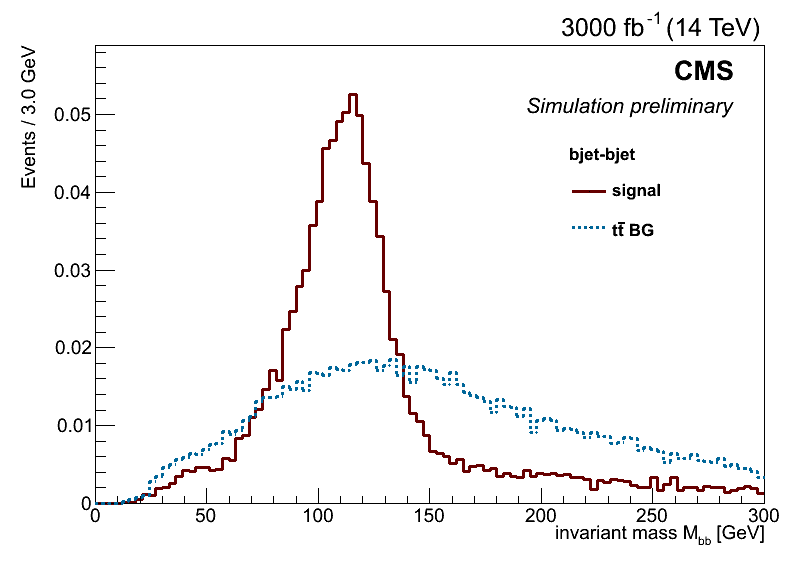 3000 fb-1 (14 TeV)
CMS
Simulation preliminary
bjet-bjet
signal
tt̄ BG
Events / 3.0 GeV
0.05
0.04
0.03
0.02
0.01
0
0 50 100 150 200 250 300
invariant mass Mbb [GeV]